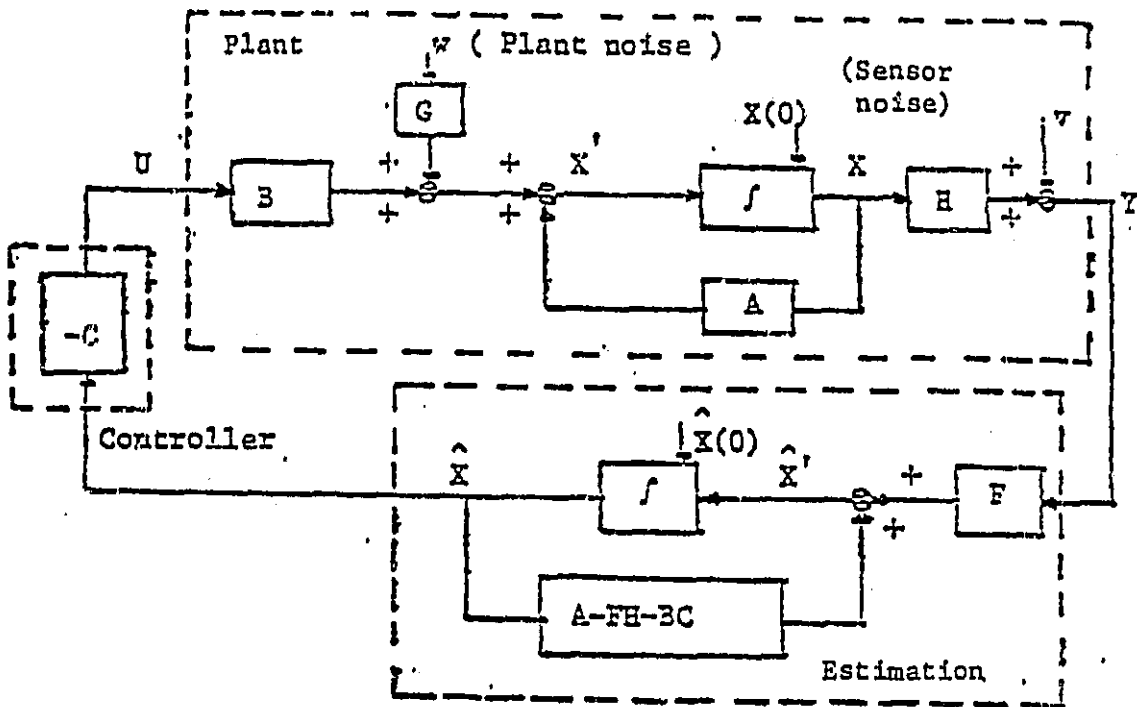 Plant
w ( Plant noise )
(Sensor
noise)
G
X(0)
U
B
+
+
+
+
X'
∫
X
H
+
+
A
-C
Controller
X̂
X̂(0)
∫
X̂'
+
+
F
A-FH-BC
Estimation